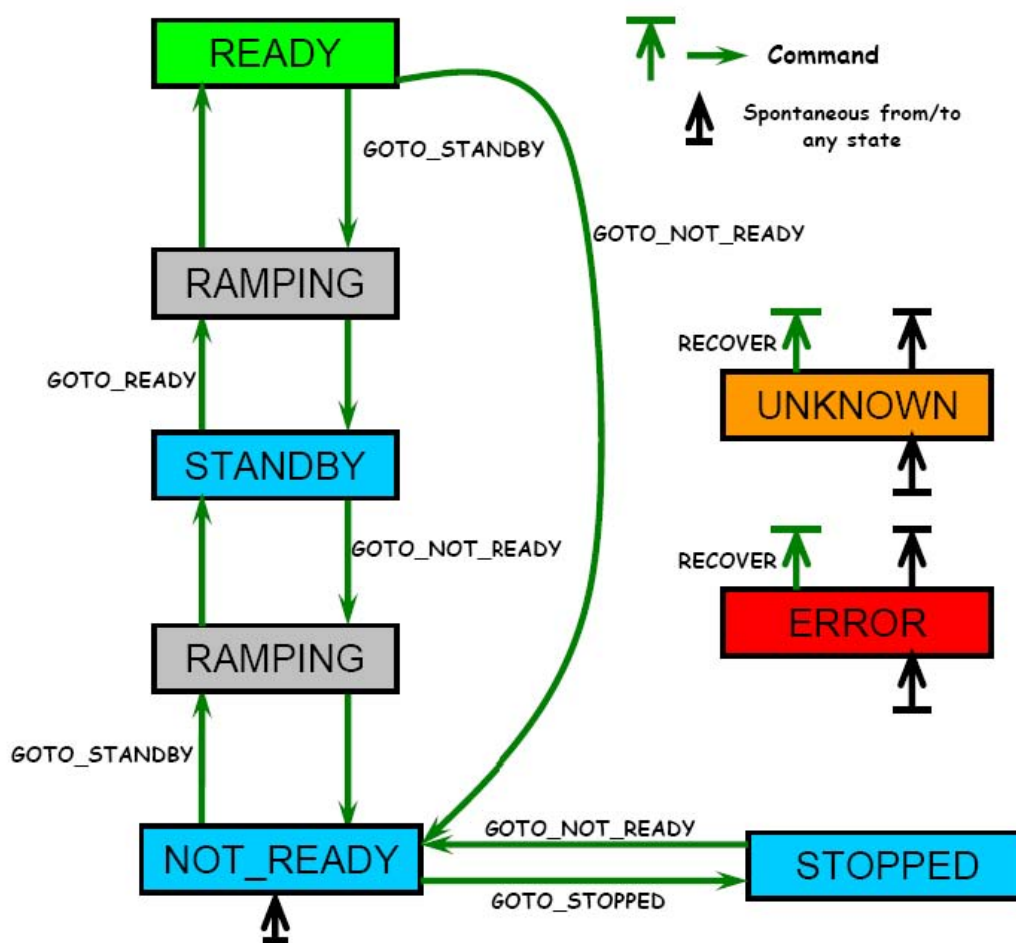 READY
Command
Spontaneous from/to
any state
GOTO_STANDBY
GOTO_NOT_READY
RAMPING
RECOVER
GOTO_READY
UNKNOWN
STANDBY
GOTO_NOT_READY
RECOVER
ERROR
RAMPING
GOTO_STANDBY
GOTO_NOT_READY
NOT_READY
STOPPED
GOTO_STOPPED